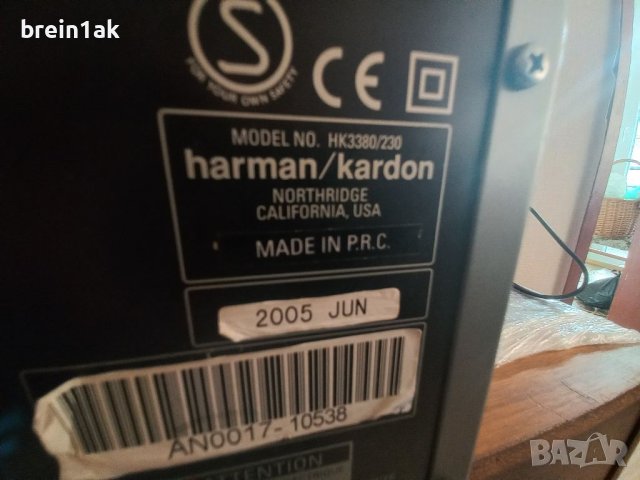 brein1ak
S
FOR YOUR OWN SAFETY
CE
MODEL NO. HK3380/230
harman/kardon
NORTHRIDGE
CALIFORNIA, USA
MADE IN P.R.C.
2005 JUN
AN0017-10538
ATTENTION
BAZAR